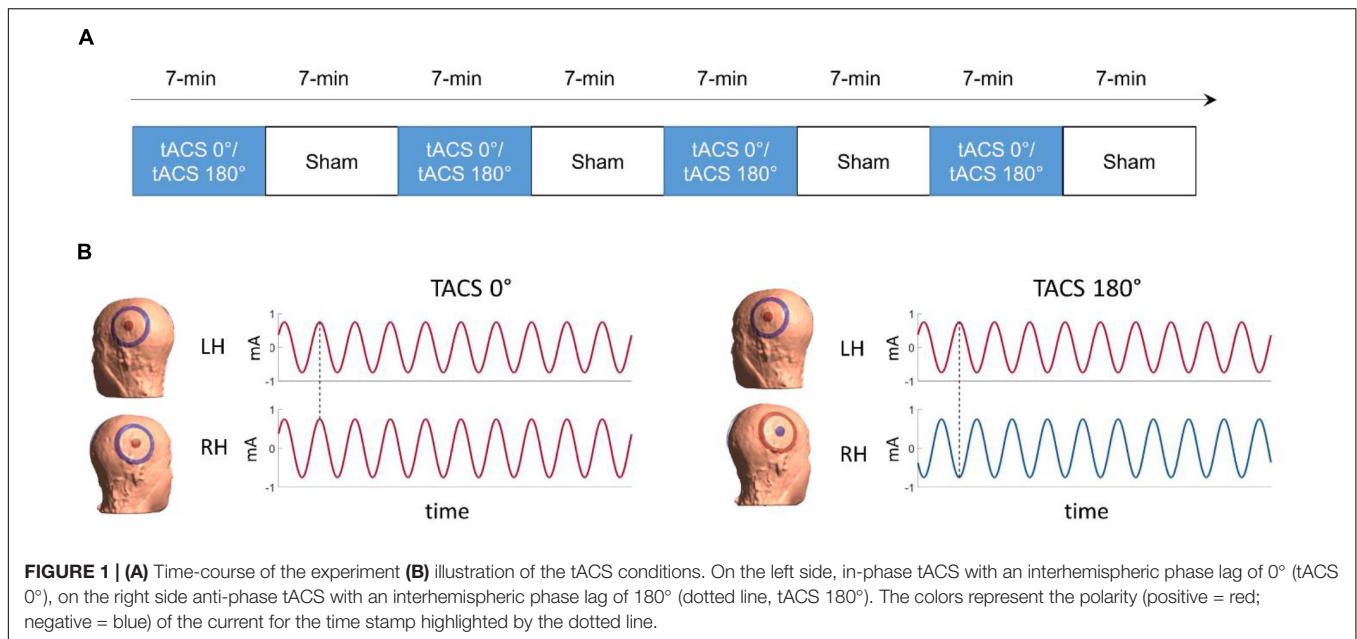 A
7-min 7-min 7-min 7-min 7-min 7-min 7-min 7-min
tACS 0°/ tACS 180° Sham tACS 0°/ tACS 180° Sham tACS 0°/ tACS 180° Sham tACS 0°/ tACS 180° Sham
B
TACS 0°
LH
mA
1
0
-1
RH
mA
1
0
-1
time
TACS 180°
LH
mA
1
0
-1
RH
mA
1
0
-1
time
FIGURE 1 | (A) Time-course of the experiment (B) illustration of the tACS conditions. On the left side, in-phase tACS with an interhemispheric phase lag of 0° (tACS
0°), on the right side anti-phase tACS with an interhemispheric phase lag of 180° (dotted line, tACS 180°). The colors represent the polarity (positive = red;
negative = blue) of the current for the time stamp highlighted by the dotted line.